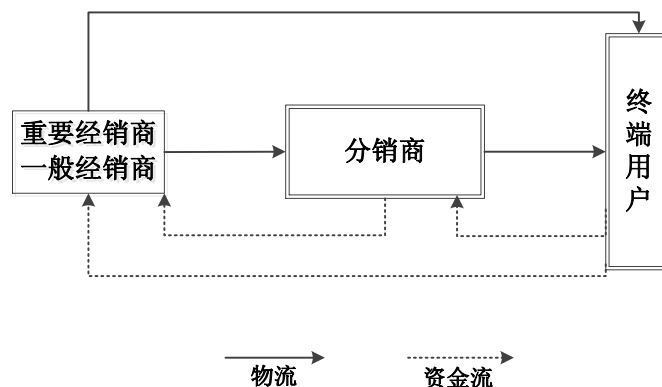 重要经销商
一般经销商
分销商
终端用户
物流
资金流